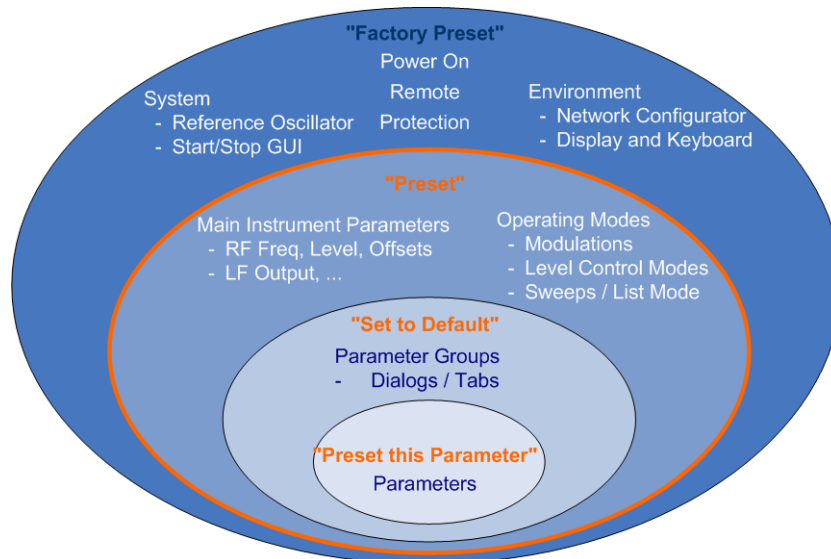 "Factory Preset"
Power On
Remote
Protection
System
- Reference Oscillator
- Start/Stop GUI
Environment
- Network Configurator
- Display and Keyboard
"Preset"
Main Instrument Parameters
- RF Freq, Level, Offsets
- LF Output, ...
Operating Modes
- Modulations
- Level Control Modes
- Sweeps / List Mode
"Set to Default"
Parameter Groups
- Dialogs / Tabs
"Preset this Parameter"
Parameters